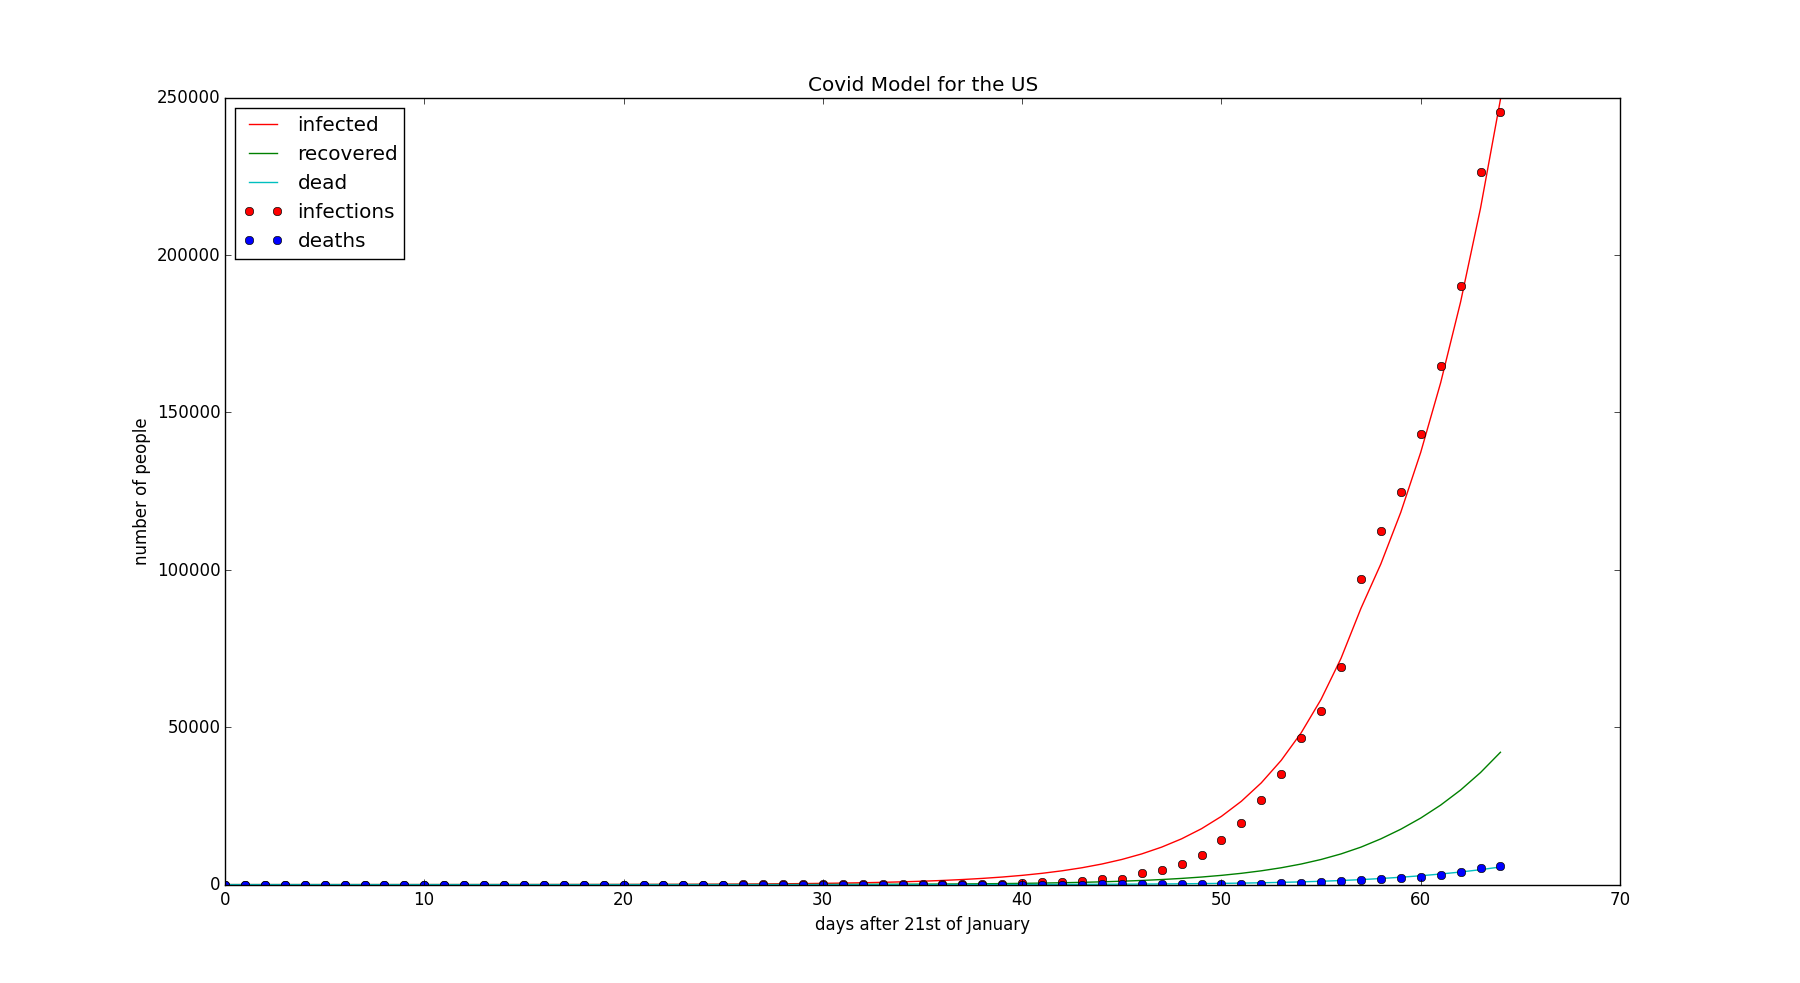 Covid Model for the US
250000
200000
150000
100000
50000
0
number of people
infected
recovered
dead
infections
deaths
0 10 20 30 40 50 60 70
days after 21st of January